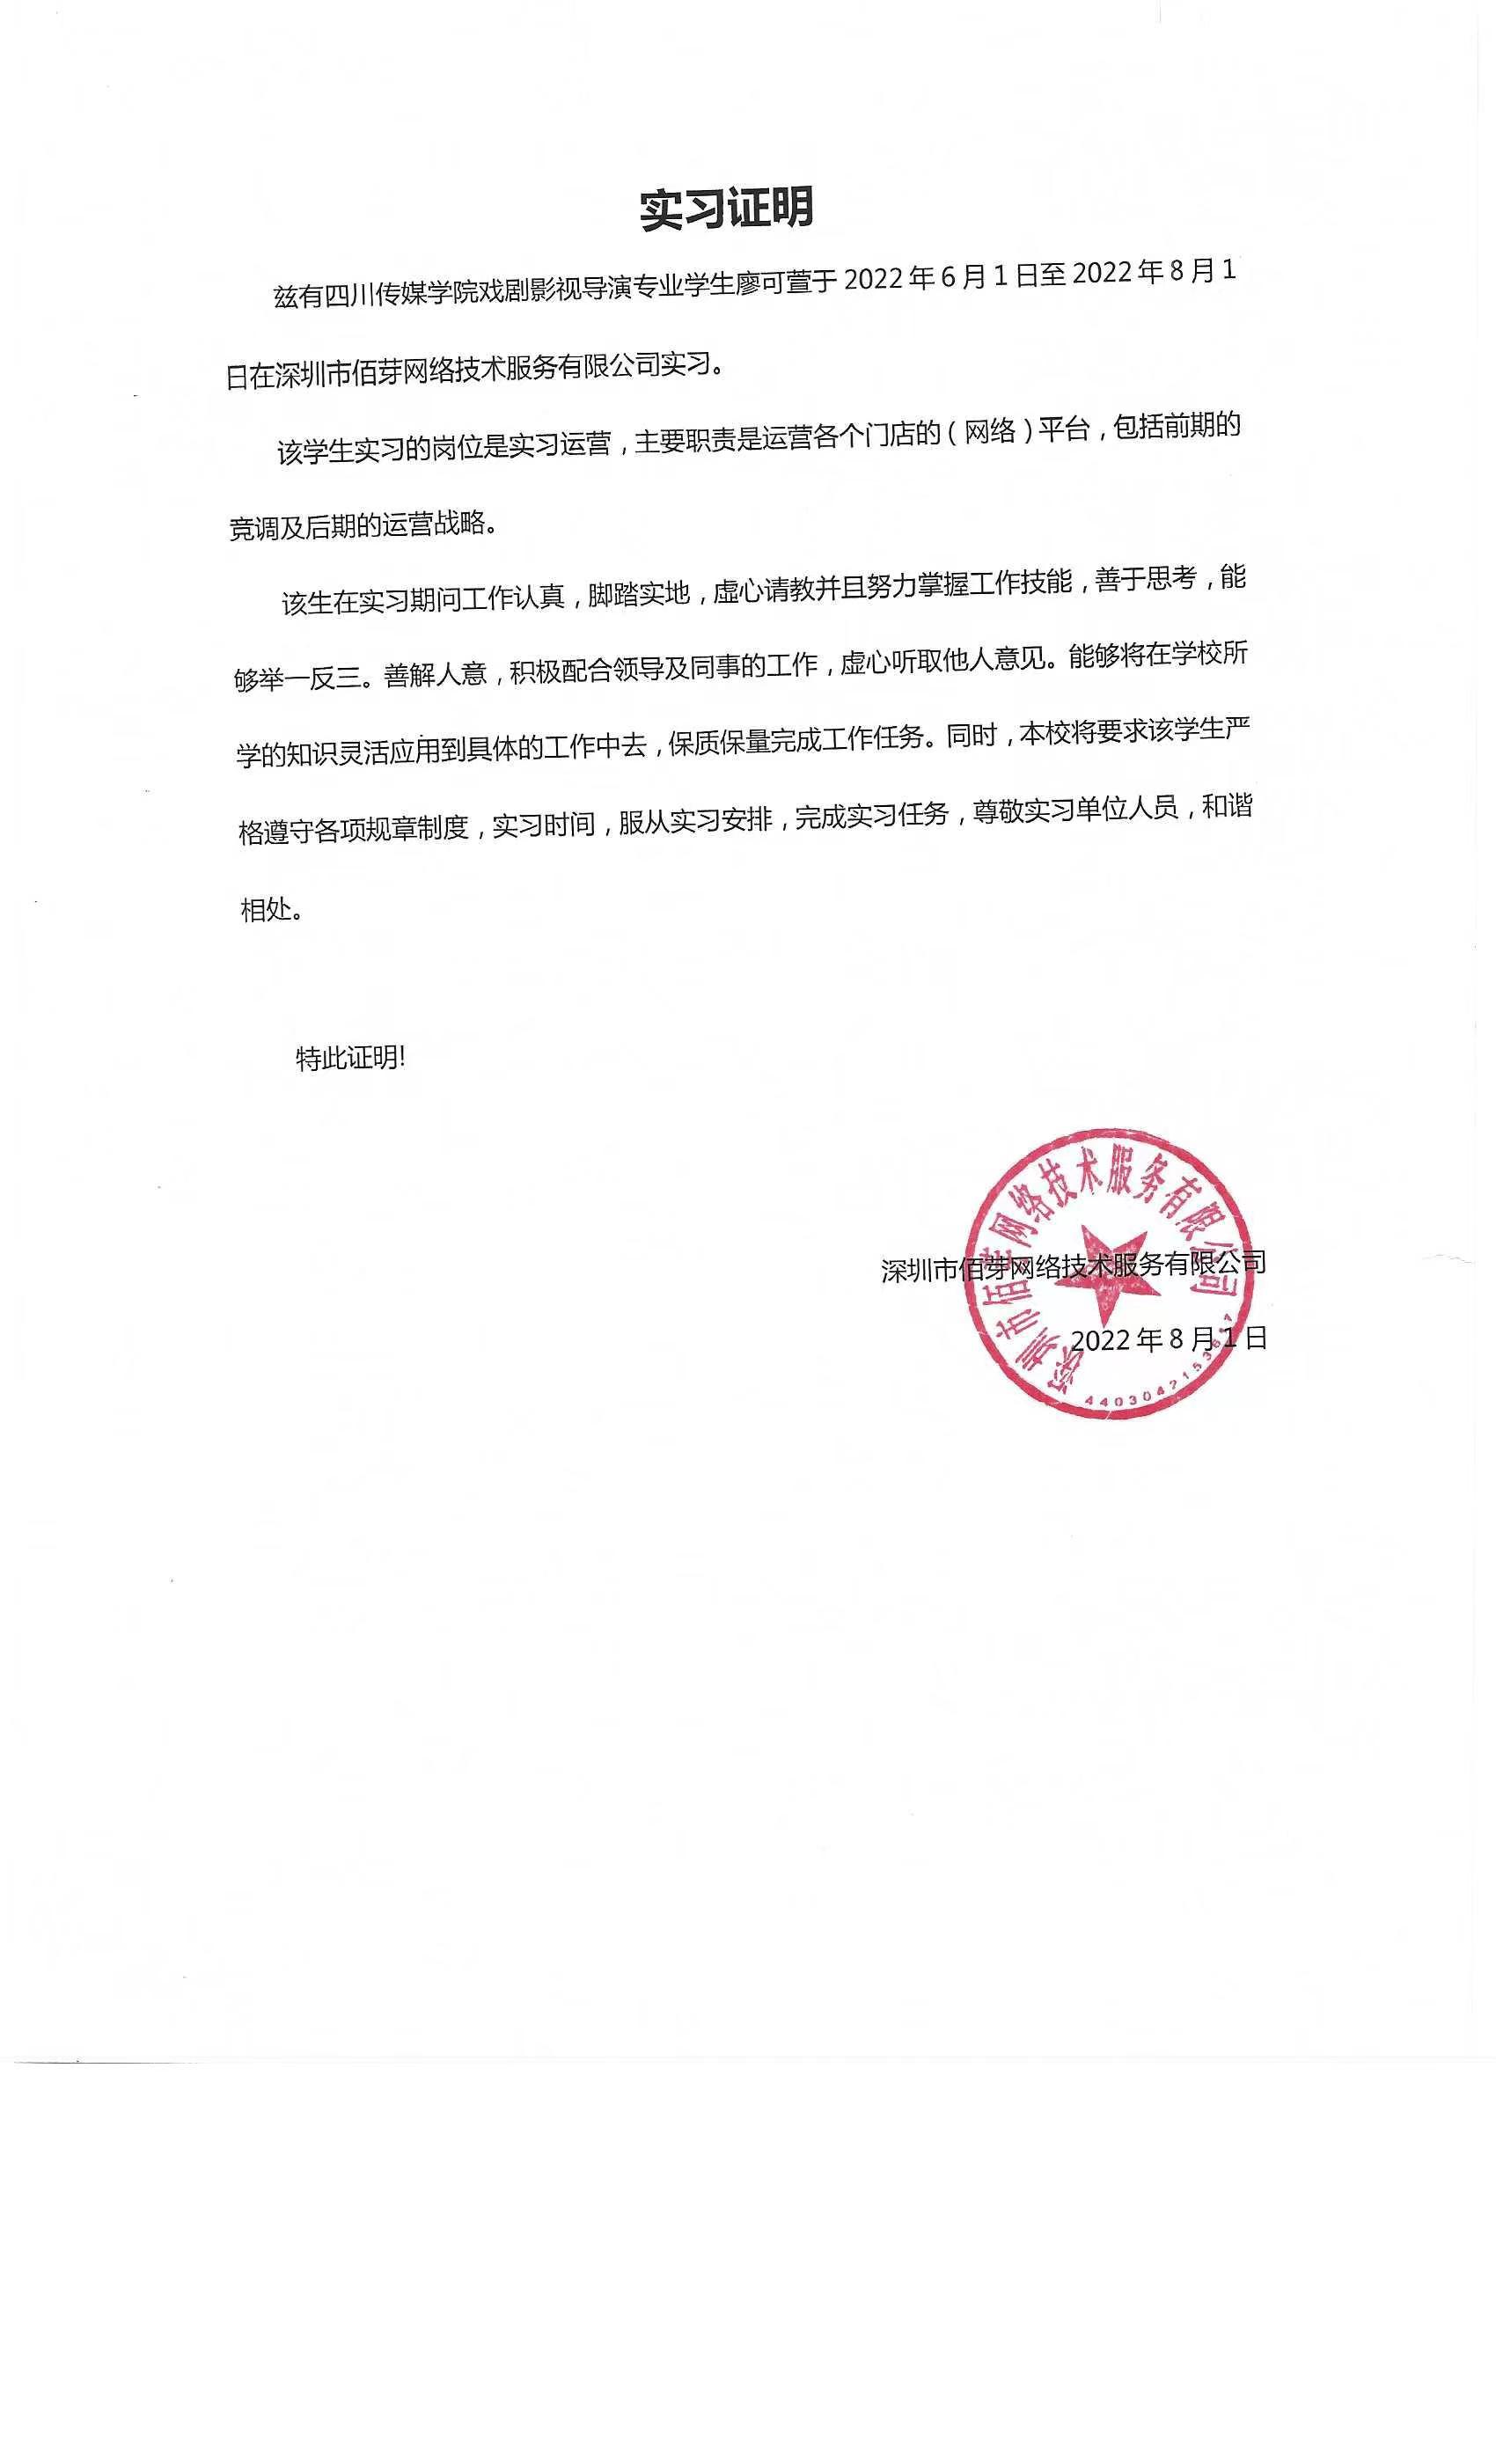 实习证明
兹有四川传媒学院戏剧影视导演专业学生廖可萱于 2022 年 6 月 1 日至 2022 年 8 月 1
日在深圳市佰芽网络技术服务有限公司实习。
该学生实习的岗位是实习运营，主要职责是运营各个门店的（网络）平台，包括前期的
竞调及后期的运营战略。
该生在实习期问工作认真，脚踏实地，虚心请教并且努力掌握工作技能，善于思考，能
够举一反三。善解人意，积极配合领导及同事的工作，虚心听取他人意见。能够将在学校所
学的知识灵活应用到具体的工作中去，保质保量完成工作任务。同时，本校将要求该学生严
格遵守各项规章制度，实习时间，服从实习安排，完成实习任务，尊敬实习单位人员，和谐
相处。
特此证明!
深圳市佰芽网络技术服务有限公司
2022 年 8 月 1 日
深圳市佰芽网络技术服务有限公司